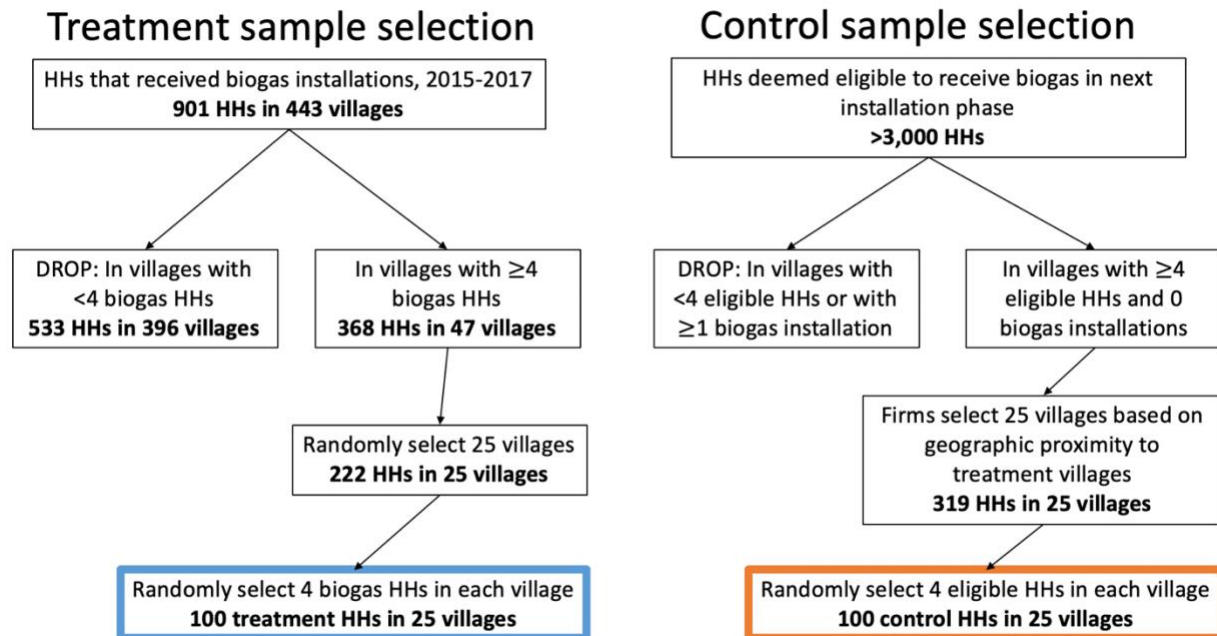 Treatment sample selection
HHs that received biogas installations, 2015-2017
901 HHs in 443 villages
DROP: In villages with
<4 biogas HHs
533 HHs in 396 villages
In villages with ≥4
biogas HHs
368 HHs in 47 villages
Randomly select 25 villages
222 HHs in 25 villages
Randomly select 4 biogas HHs in each village
100 treatment HHs in 25 villages
Control sample selection
HHs deemed eligible to receive biogas in next
installation phase
>3,000 HHs
DROP: In villages with
<4 eligible HHs or with
≥1 biogas installation
In villages with ≥4
eligible HHs and 0
biogas installations
Firms select 25 villages based on
geographic proximity to
treatment villages
319 HHs in 25 villages
Randomly select 4 eligible HHs in each village
100 control HHs in 25 villages